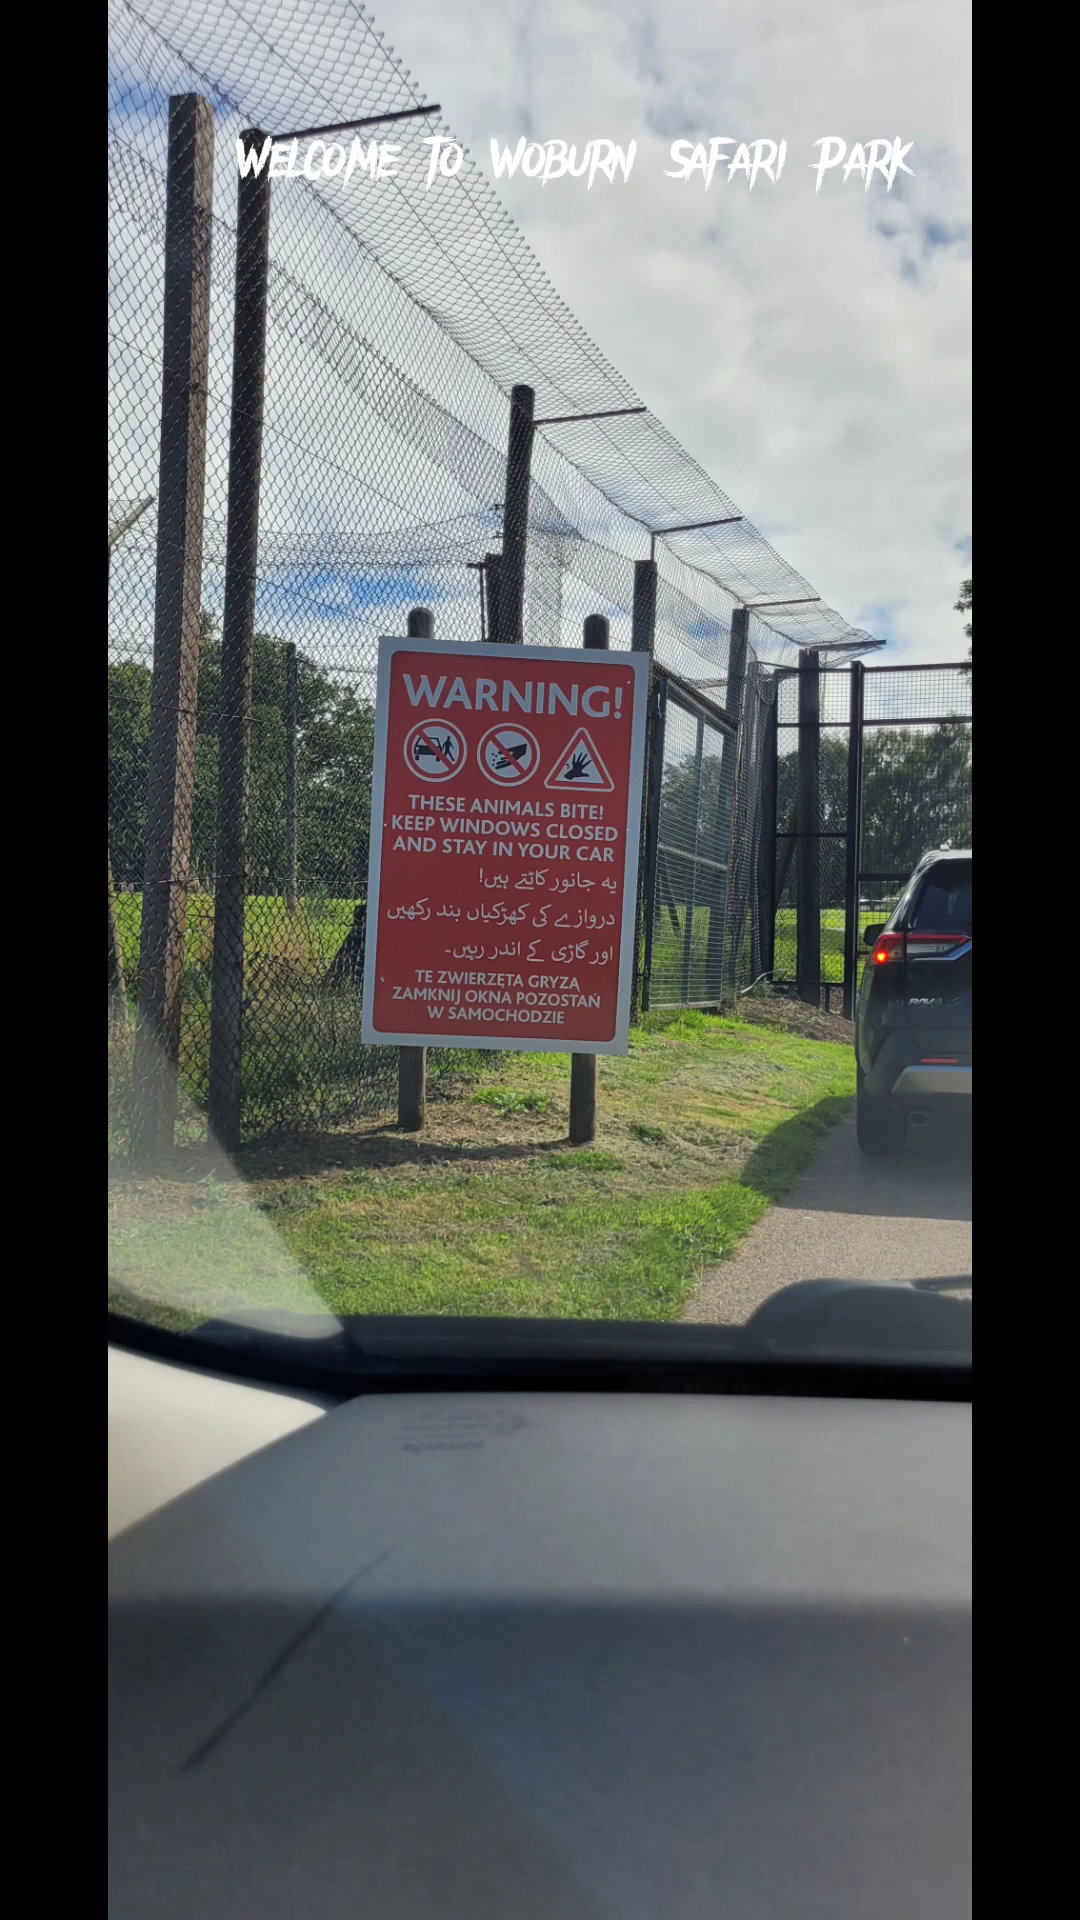 WELCOME TO WOBURN SAFARI PARK
WARNING!
THESE ANIMALS BITE!
KEEP WINDOWS CLOSED
AND STAY IN YOUR CAR
یہ جانور کاٹتے ہیں!
دروازے کی کھڑکیاں بند رکھیں
اور گاڑی کے اندر رہیں۔
TE ZWIERZĘTA GRYZĄ
ZAMKNIJ OKNA POZOSTAŃ
W SAMOCHODZIE
RAV4